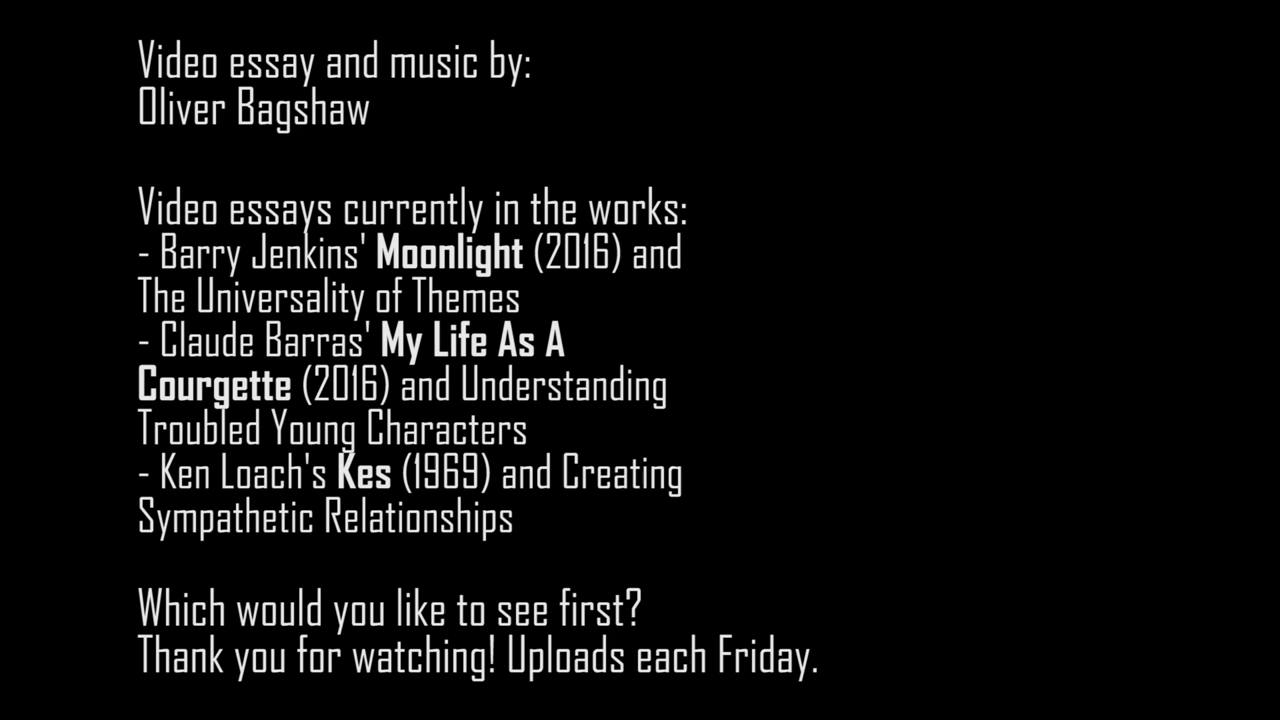 Video essay and music by:
Oliver Bagshaw
Video essays currently in the works:
- Barry Jenkins' Moonlight (2016) and
The Universality of Themes
- Claude Barras' My Life As A
Courgette (2016) and Understanding
Troubled Young Characters
- Ken Loach's Kes (1969) and Creating
Sympathetic Relationships
Which would you like to see first?
Thank you for watching! Uploads each Friday.